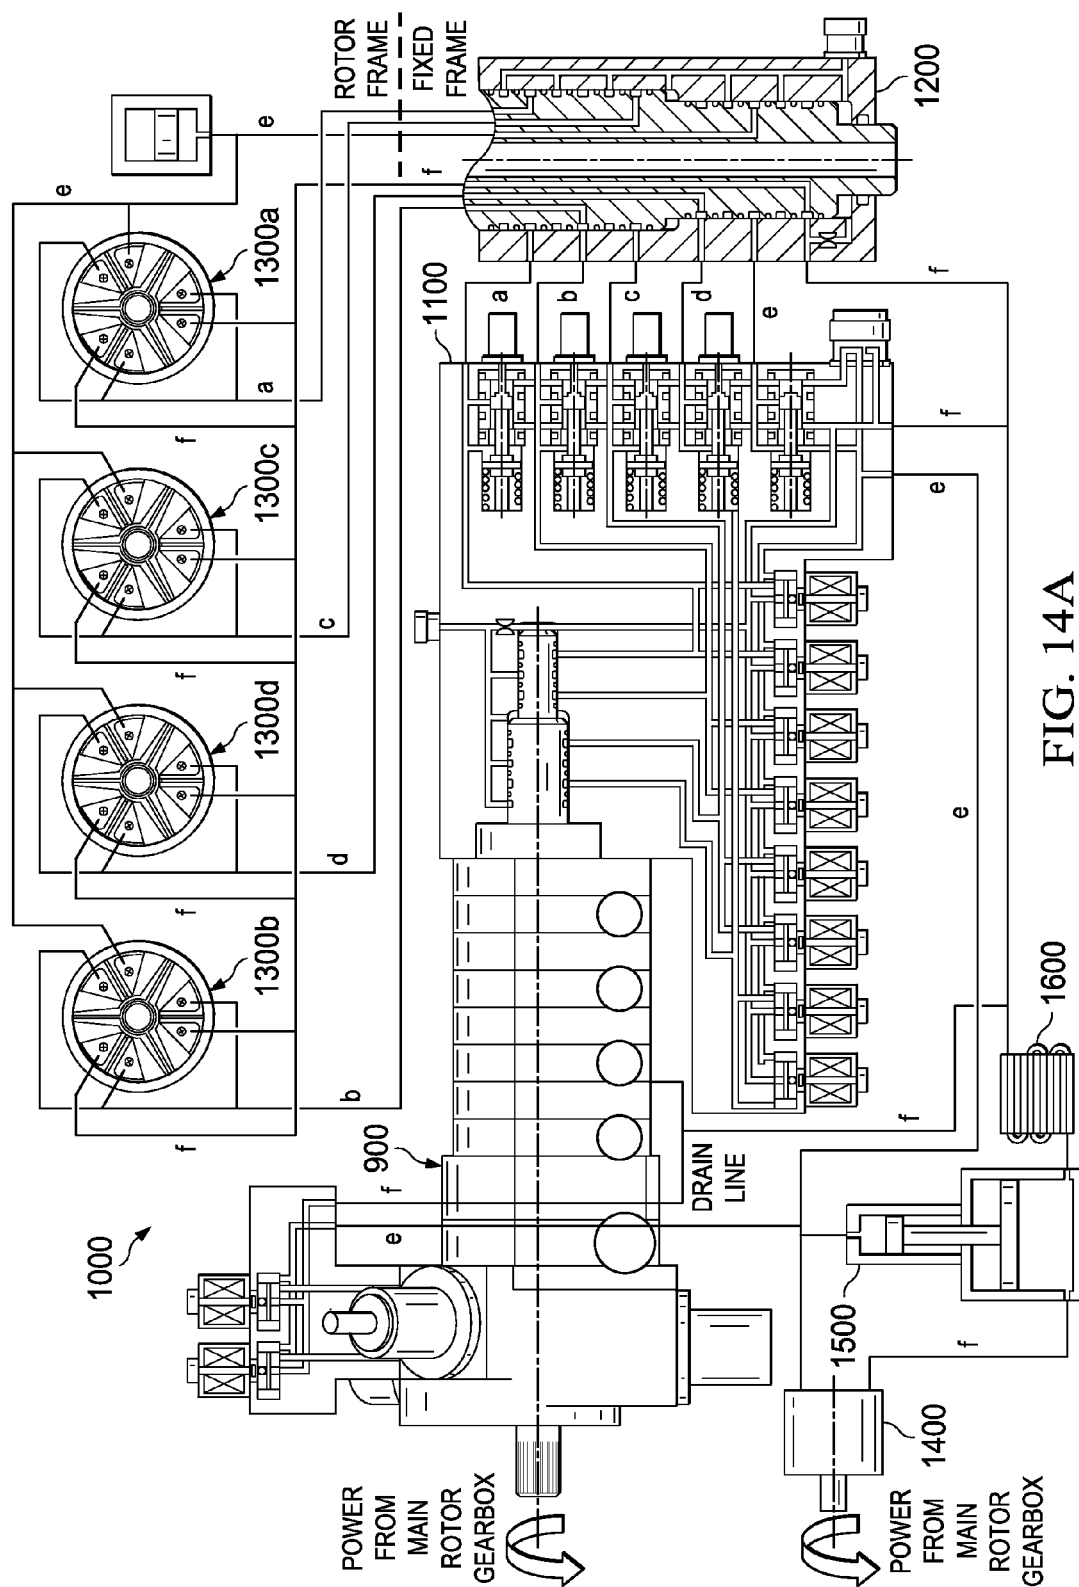 e
1000
f
f
f
f
1300b
1300d
1300c
1300a
e
b
d
c
a
ROTOR
FRAME
FIXED
FRAME
POWER
FROM
MAIN
ROTOR
GEARBOX
e
f
900
f
1100
a
b
c
d
e
DRAIN
LINE
1500
f
e
e
f
f
1200
1400
f
1600
POWER
FROM
MAIN
ROTOR
GEARBOX
FIG. 14A